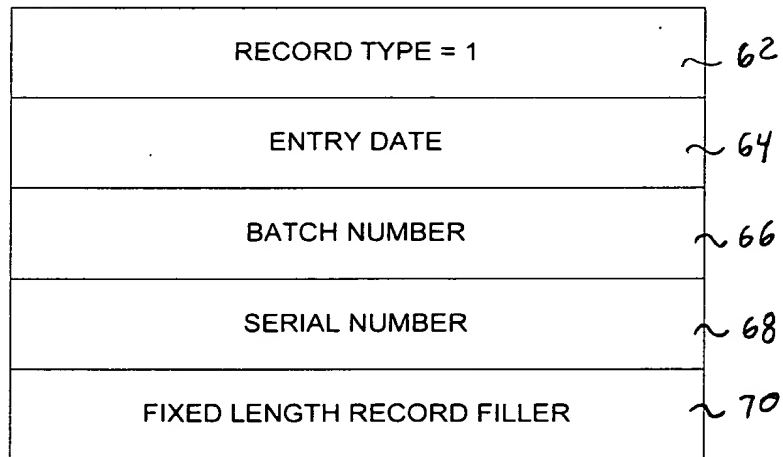 RECORD TYPE = 1 62
ENTRY DATE 64
BATCH NUMBER 66
SERIAL NUMBER 68
FIXED LENGTH RECORD FILLER 70